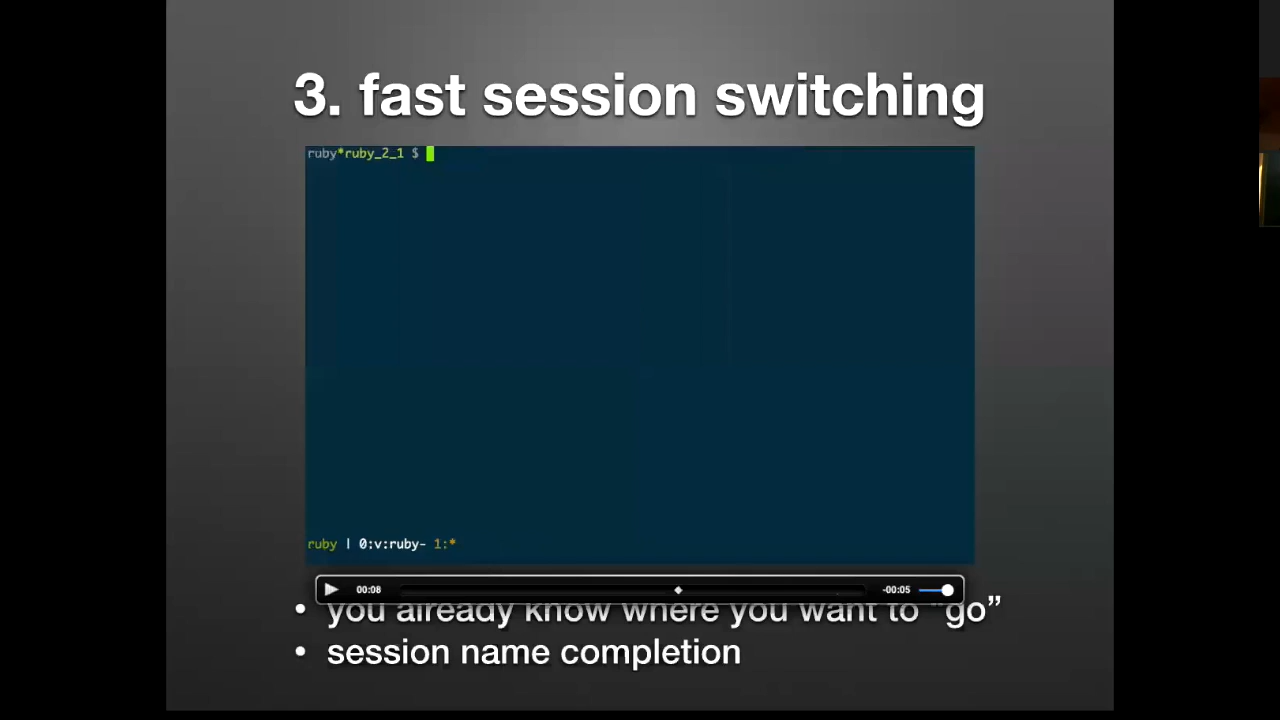 3. fast session switching
ruby*ruby_2_1 $
ruby | 0:v:ruby- 1:*
00:08
-00:05
• you already know where you want to “go”
• session name completion